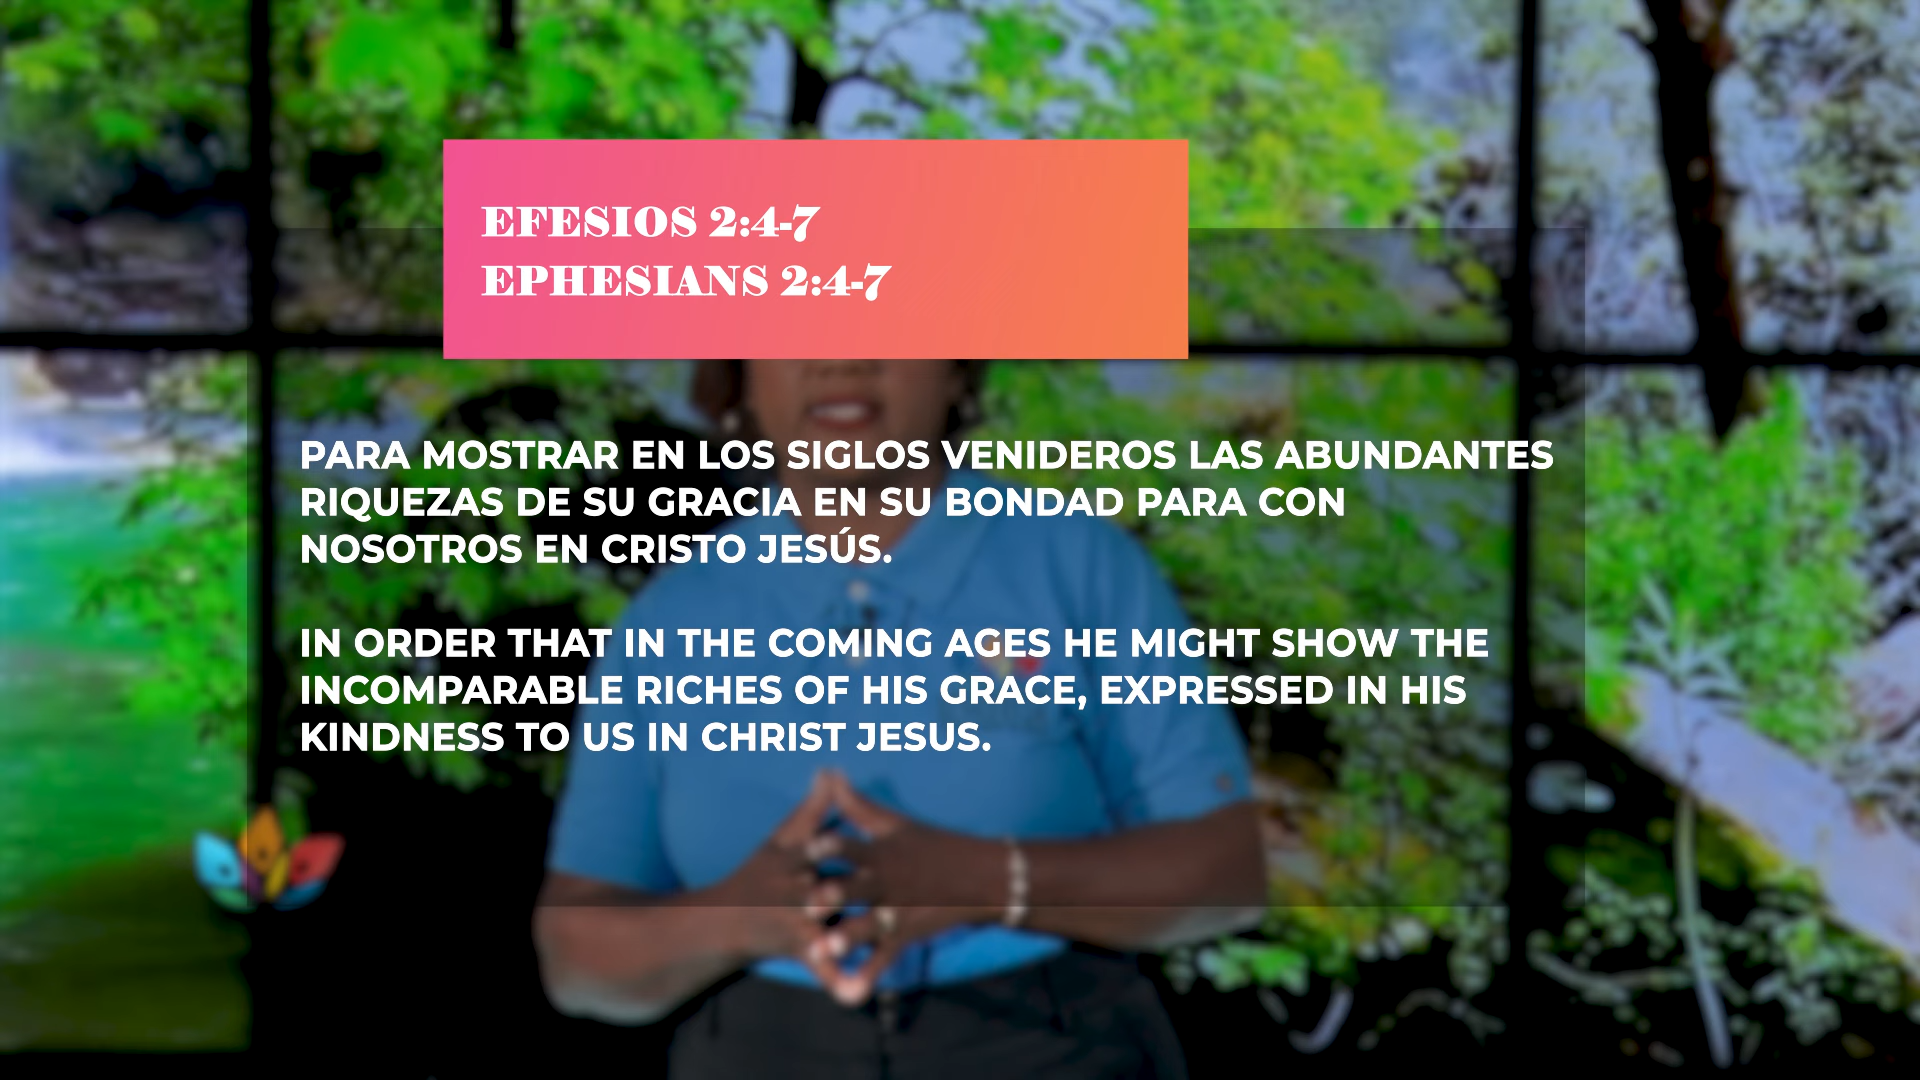 EFESIOS 2:4-7
EPHESIANS 2:4-7
PARA MOSTRAR EN LOS SIGLOS VENIDEROS LAS ABUNDANTES
RIQUEZAS DE SU GRACIA EN SU BONDAD PARA CON
NOSOTROS EN CRISTO JESÚS.
IN ORDER THAT IN THE COMING AGES HE MIGHT SHOW THE
INCOMPARABLE RICHES OF HIS GRACE, EXPRESSED IN HIS
KINDNESS TO US IN CHRIST JESUS.